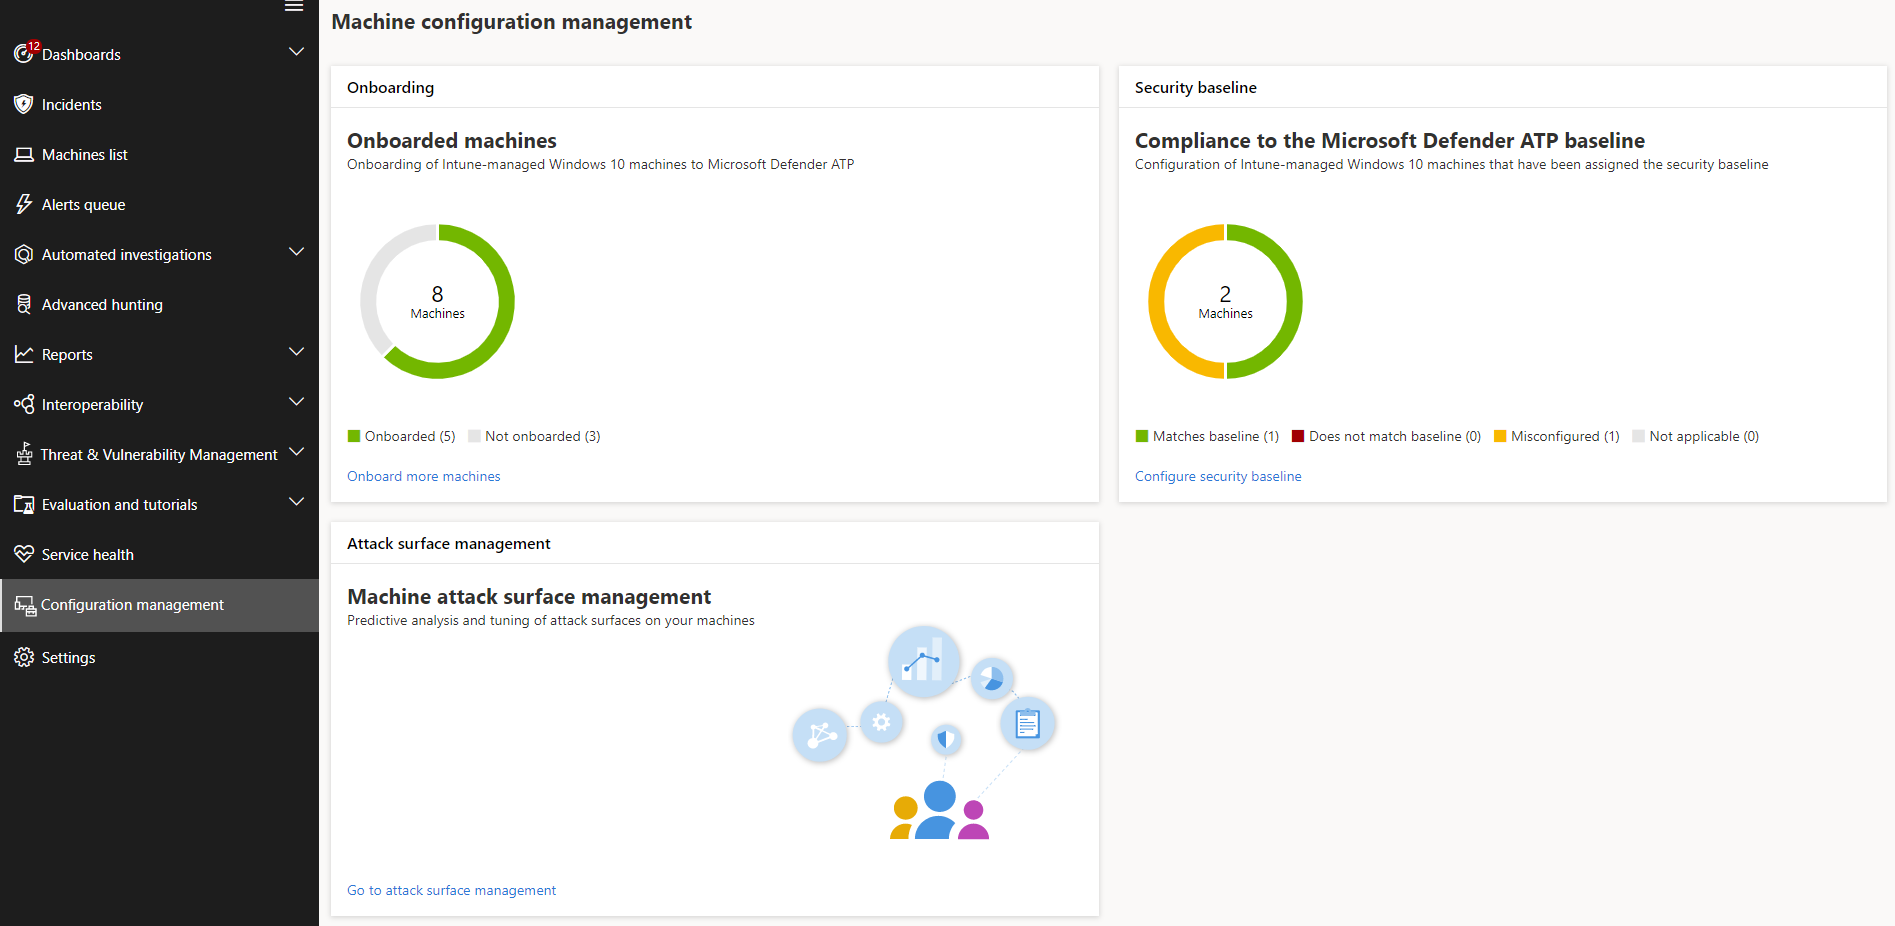 12
Dashboards
Incidents
Machines list
Alerts queue
Automated investigations
Advanced hunting
Reports
Interoperability
Threat & Vulnerability Management
Evaluation and tutorials
Service health
Configuration management
Settings
Machine configuration management
Onboarding
Onboarded machines
Onboarding of Intune-managed Windows 10 machines to Microsoft Defender ATP
8
Machines
Onboarded (5) Not onboarded (3)
Onboard more machines
Security baseline
Compliance to the Microsoft Defender ATP baseline
Configuration of Intune-managed Windows 10 machines that have been assigned the security baseline
2
Machines
Matches baseline (1) Does not match baseline (0) Misconfigured (1) Not applicable (0)
Configure security baseline
Attack surface management
Machine attack surface management
Predictive analysis and tuning of attack surfaces on your machines
Go to attack surface management